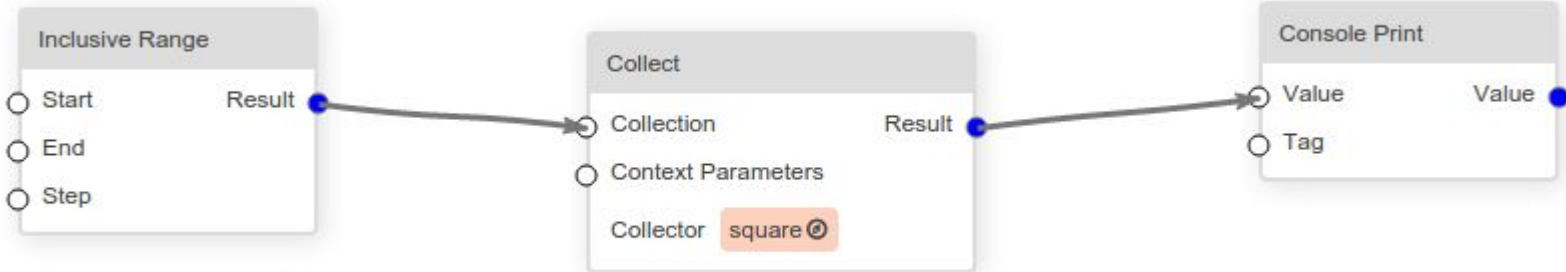 Inclusive Range
Start Result
End
Step
Collect
Collection Result
Context Parameters
Collector square
Console Print
Value Value
Tag